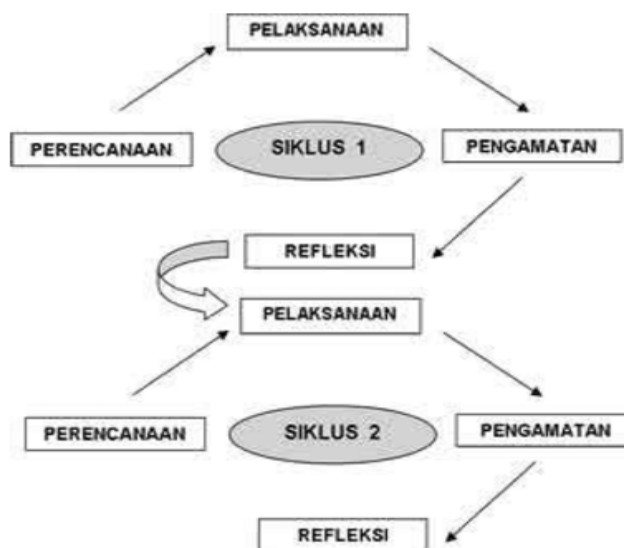 PELAKSANAAN
PERENCANAAN
SIKLUS 1
PENGAMATAN
REFLEKSI
PELAKSANAAN
PERENCANAAN
SIKLUS 2
PENGAMATAN
REFLEKSI